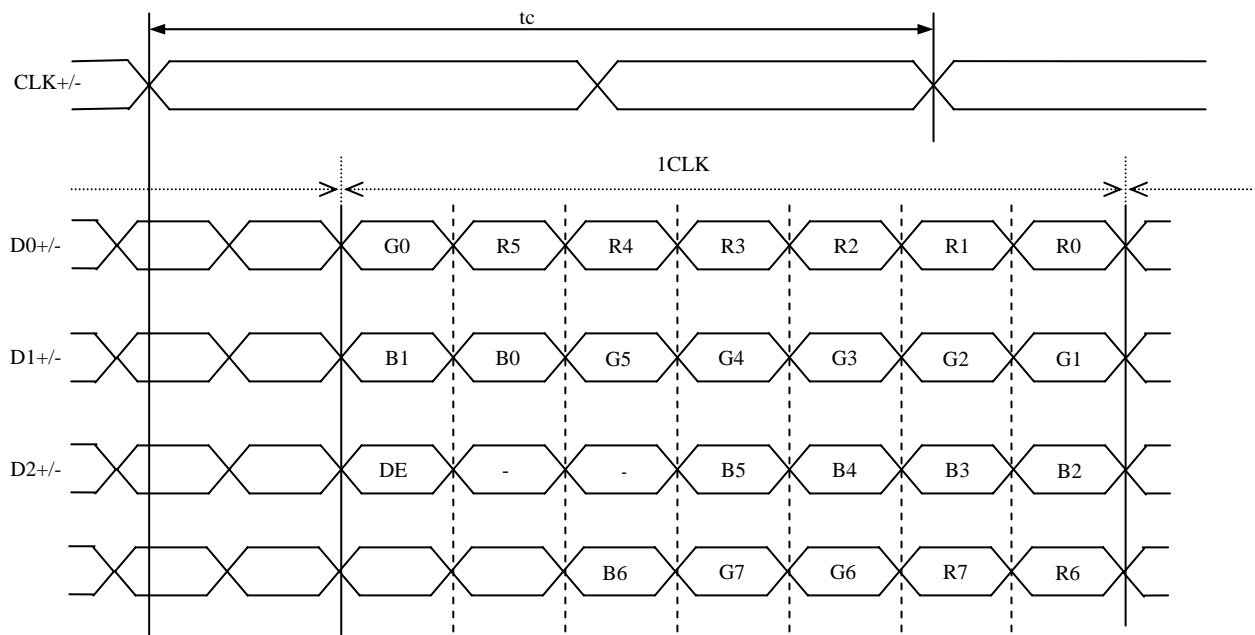 tc
CLK+/-
1CLK
D0+/- G0 R5 R4 R3 R2 R1 R0
D1+/- B1 B0 G5 G4 G3 G2 G1
D2+/- DE - - B5 B4 B3 B2
B6 G7 G6 R7 R6